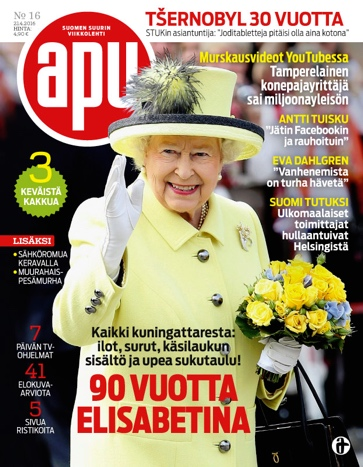 No 16
21.4.2016
HINTA
4,90 €
SUOMEN SUURIN
VIIKKOLEHTI
apu
TŠERNOBYL 30 VUOTTA
STUKin asiantuntija: "Joditabletteja pitäisi olla aina kotona"
Murskausvideot YouTubessa
Tamperelainen
konepajayrittäjä
sai miljoonayleisön
ANTTI TUISKU
"Jätin Facebookin
ja rauhoituin"
EVA DAHLGREN
"Vanhenemista
on turha hävetä"
SUOMI TUTUKSI
Ulkomaalaiset
toimittajat
hullaantuivat
Helsingistä
3
KEVÄISTÄ
KAKKUA
LISÄKSI
• SÄHKÖROMUA
KERAVALLA
• MUURAHAIS-
PESÄMURHA
7
PÄIVÄN TV-
OHJELMAT
41
ELOKUVA-
ARVIOTA
5
SIVUA
RISTIKOITA
Kaikki kuningattaresta:
ilot, surut, käsilaukun
sisältö ja upea sukutaulu!
90 VUOTTA
ELISABETINA